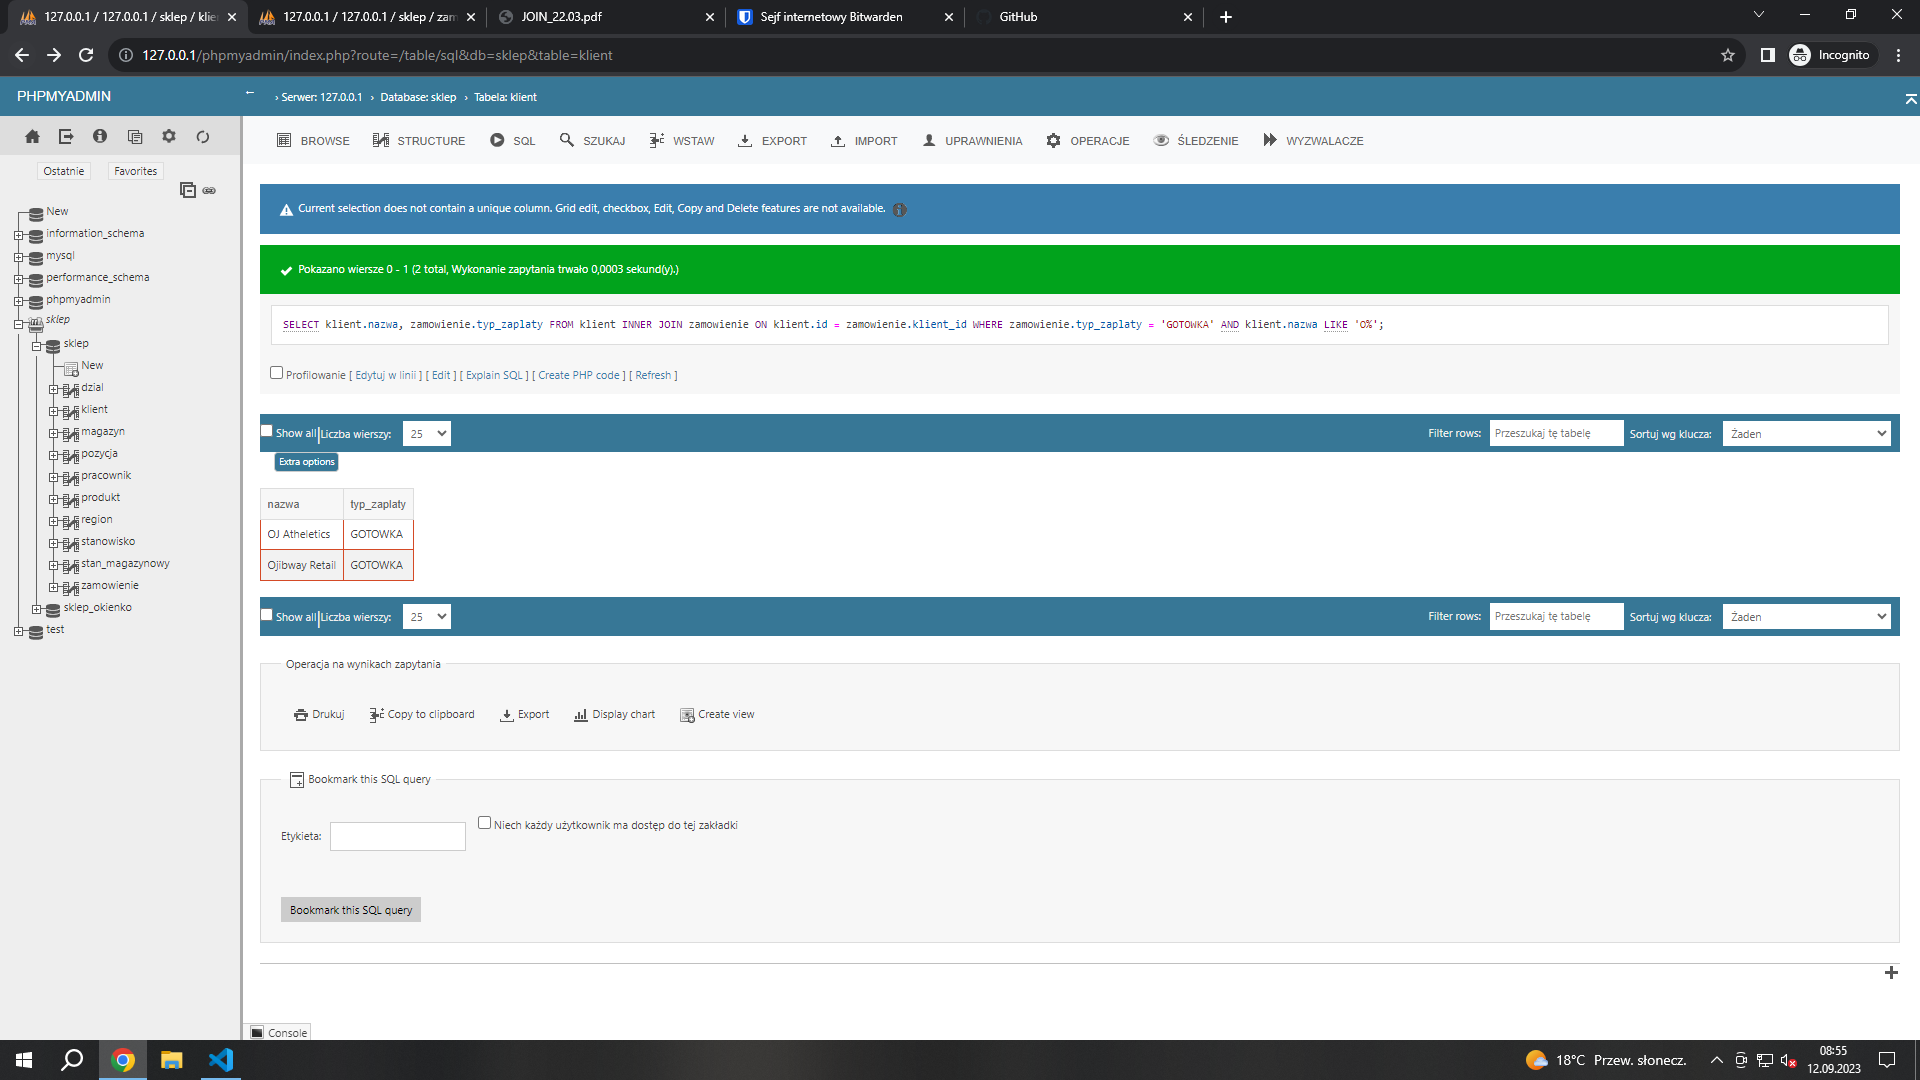 127.0.0.1 / 127.0.0.1 / sklep / klie
127.0.0.1 / 127.0.0.1 / sklep / zam
JOIN_22.03.pdf
Sejf internetowy Bitwarden
GitHub
127.0.0.1/phpmyadmin/index.php?route=/table/sql&db=sklep&table=klient
Incognito
PHPMYADMIN
← › Serwer: 127.0.0.1 › Database: sklep › Tabela: klient
BROWSE STRUCTURE SQL SZUKAJ WSTAW EXPORT IMPORT UPRAWNIENIA OPERACJE ŚLEDZENIE WYZWALACZE
Ostatnie Favorites
New
information_schema
mysql
performance_schema
phpmyadmin
sklep
sklep
New
dzial
klient
magazyn
pozycja
pracownik
produkt
region
stanowisko
stan_magazynowy
zamowienie
sklep_okienko
test
Current selection does not contain a unique column. Grid edit, checkbox, Edit, Copy and Delete features are not available.
Pokazano wiersze 0 - 1 (2 total, Wykonanie zapytania trwało 0,0003 sekund(y).)
SELECT klient.nazwa, zamowienie.typ_zaplaty FROM klient INNER JOIN zamowienie ON klient.id = zamowienie.klient_id WHERE zamowienie.typ_zaplaty = 'GOTOWKA' AND klient.nazwa LIKE 'O%';
Profilowanie [ Edytuj w linii ] [ Edit ] [ Explain SQL ] [ Create PHP code ] [ Refresh ]
Show all | Liczba wierszy: 25 Filter rows: Przeszukaj tę tabelę Sortuj wg klucza: Żaden
Extra options
nazwa typ_zaplaty
OJ Atheletics GOTOWKA
Ojibway Retail GOTOWKA
Show all | Liczba wierszy: 25 Filter rows: Przeszukaj tę tabelę Sortuj wg klucza: Żaden
Operacja na wynikach zapytania
Drukuj Copy to clipboard Export Display chart Create view
Bookmark this SQL query
Etykieta: Niech każdy użytkownik ma dostęp do tej zakładki
Bookmark this SQL query
Console
18°C Przew. słonecz.
08:55
12.09.2023